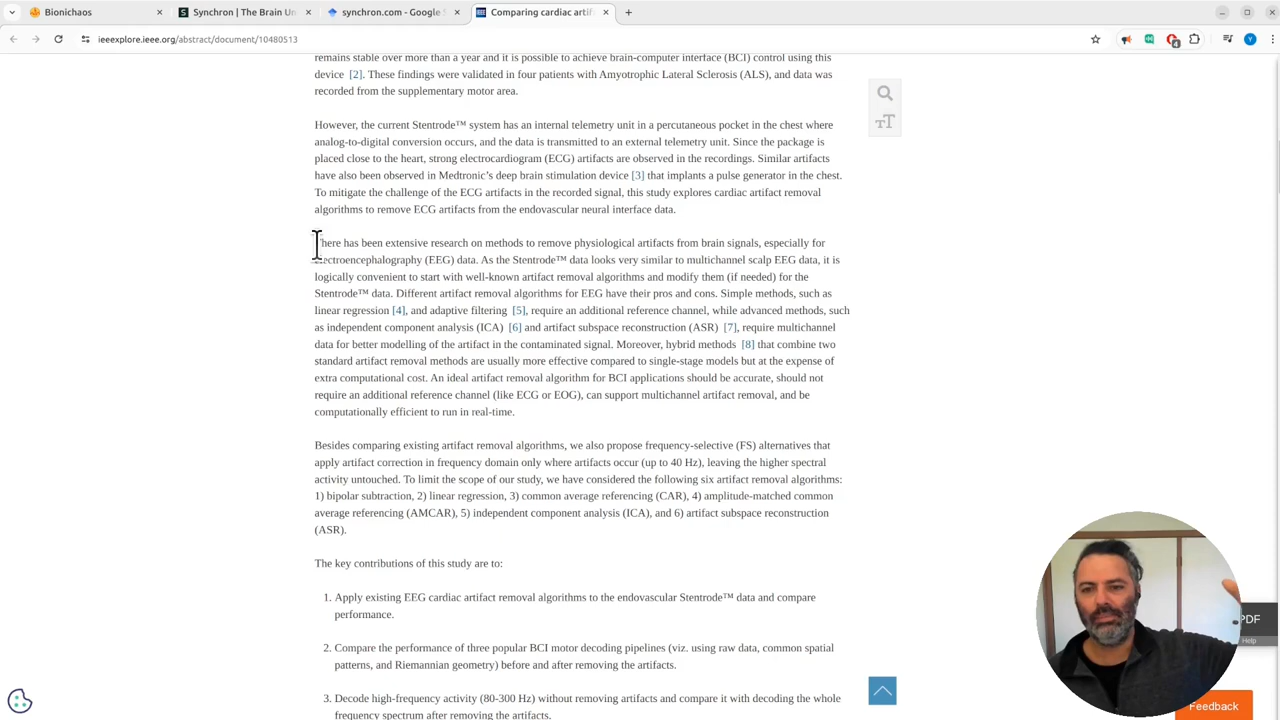 Bionichaos
Synchron | The Brain Un
synchron.com - Google S
Comparing cardiac artif
ieeexplore.ieee.org/abstract/document/10480513
4
Y
remains stable over more than a year and it is possible to achieve brain-computer interface (BCI) control using this
device [2]. These findings were validated in four patients with Amyotrophic Lateral Sclerosis (ALS), and data was
recorded from the supplementary motor area.
However, the current Stentrode™ system has an internal telemetry unit in a percutaneous pocket in the chest where
analog-to-digital conversion occurs, and the data is transmitted to an external telemetry unit. Since the package is
placed close to the heart, strong electrocardiogram (ECG) artifacts are observed in the recordings. Similar artifacts
have also been observed in Medtronic's deep brain stimulation device [3] that implants a pulse generator in the chest.
To mitigate the challenge of the ECG artifacts in the recorded signal, this study explores cardiac artifact removal
algorithms to remove ECG artifacts from the endovascular neural interface data.
There has been extensive research on methods to remove physiological artifacts from brain signals, especially for
electroencephalography (EEG) data. As the Stentrode™ data looks very similar to multichannel scalp EEG data, it is
logically convenient to start with well-known artifact removal algorithms and modify them (if needed) for the
Stentrode™ data. Different artifact removal algorithms for EEG have their pros and cons. Simple methods, such as
linear regression [4], and adaptive filtering [5], require an additional reference channel, while advanced methods, such
as independent component analysis (ICA) [6] and artifact subspace reconstruction (ASR) [7], require multichannel
data for better modelling of the artifact in the contaminated signal. Moreover, hybrid methods [8] that combine two
standard artifact removal methods are usually more effective compared to single-stage models but at the expense of
extra computational cost. An ideal artifact removal algorithm for BCI applications should be accurate, should not
require an additional reference channel (like ECG or EOG), can support multichannel artifact removal, and be
computationally efficient to run in real-time.
Besides comparing existing artifact removal algorithms, we also propose frequency-selective (FS) alternatives that
apply artifact correction in frequency domain only where artifacts occur (up to 40 Hz), leaving the higher spectral
activity untouched. To limit the scope of our study, we have considered the following six artifact removal algorithms:
1) bipolar subtraction, 2) linear regression, 3) common average referencing (CAR), 4) amplitude-matched common
average referencing (AMCAR), 5) independent component analysis (ICA), and 6) artifact subspace reconstruction
(ASR).
The key contributions of this study are to:
1. Apply existing EEG cardiac artifact removal algorithms to the endovascular Stentrode™ data and compare
performance.
2. Compare the performance of three popular BCI motor decoding pipelines (viz. using raw data, common spatial
patterns, and Riemannian geometry) before and after removing the artifacts.
3. Decode high-frequency activity (80-300 Hz) without removing artifacts and compare it with decoding the whole
frequency spectrum after removing the artifacts.
PDF
Help
Feedback